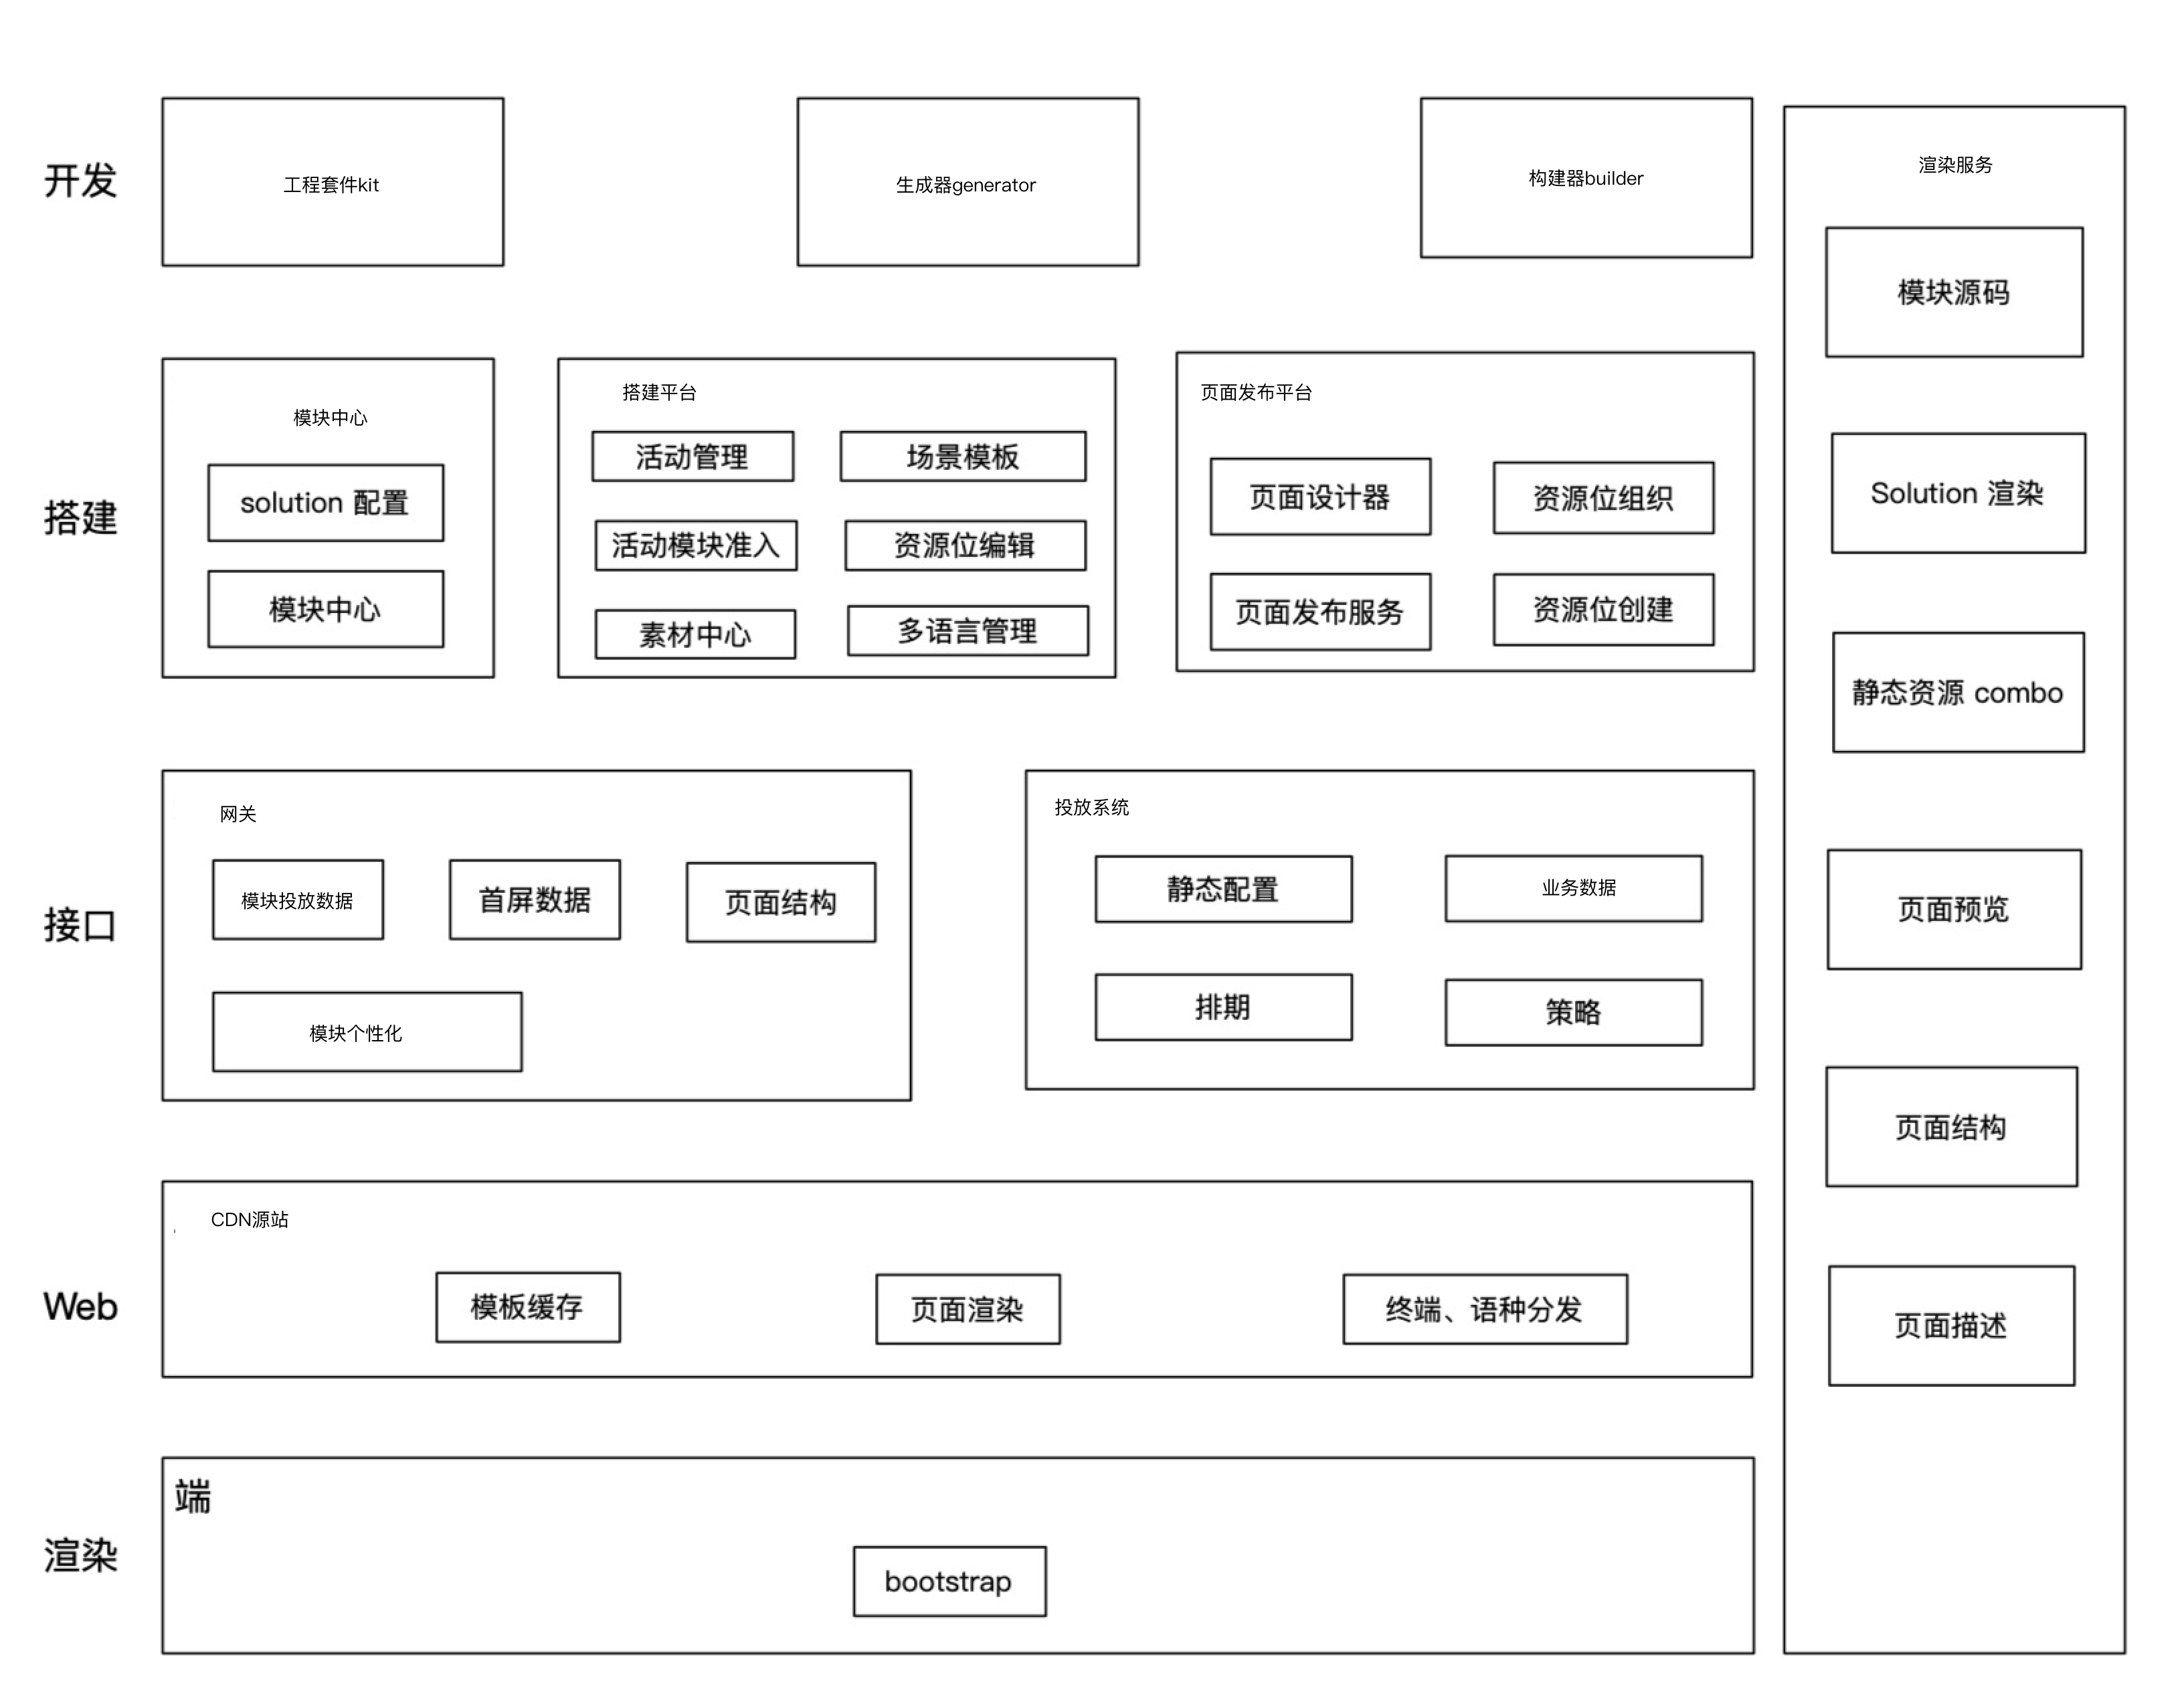 开发
工程套件kit
生成器generator
构建器builder
搭建
模块中心
solution 配置
模块中心
搭建平台
活动管理
场景模板
活动模块准入
资源位编辑
素材中心
多语言管理
页面发布平台
页面设计器
资源位组织
页面发布服务
资源位创建
接口
网关
模块投放数据
首屏数据
页面结构
模块个性化
投放系统
静态配置
业务数据
排期
策略
Web
CDN源站
模板缓存
页面渲染
终端、语种分发
渲染
端
bootstrap
渲染服务
模块源码
Solution 渲染
静态资源 combo
页面预览
页面结构
页面描述